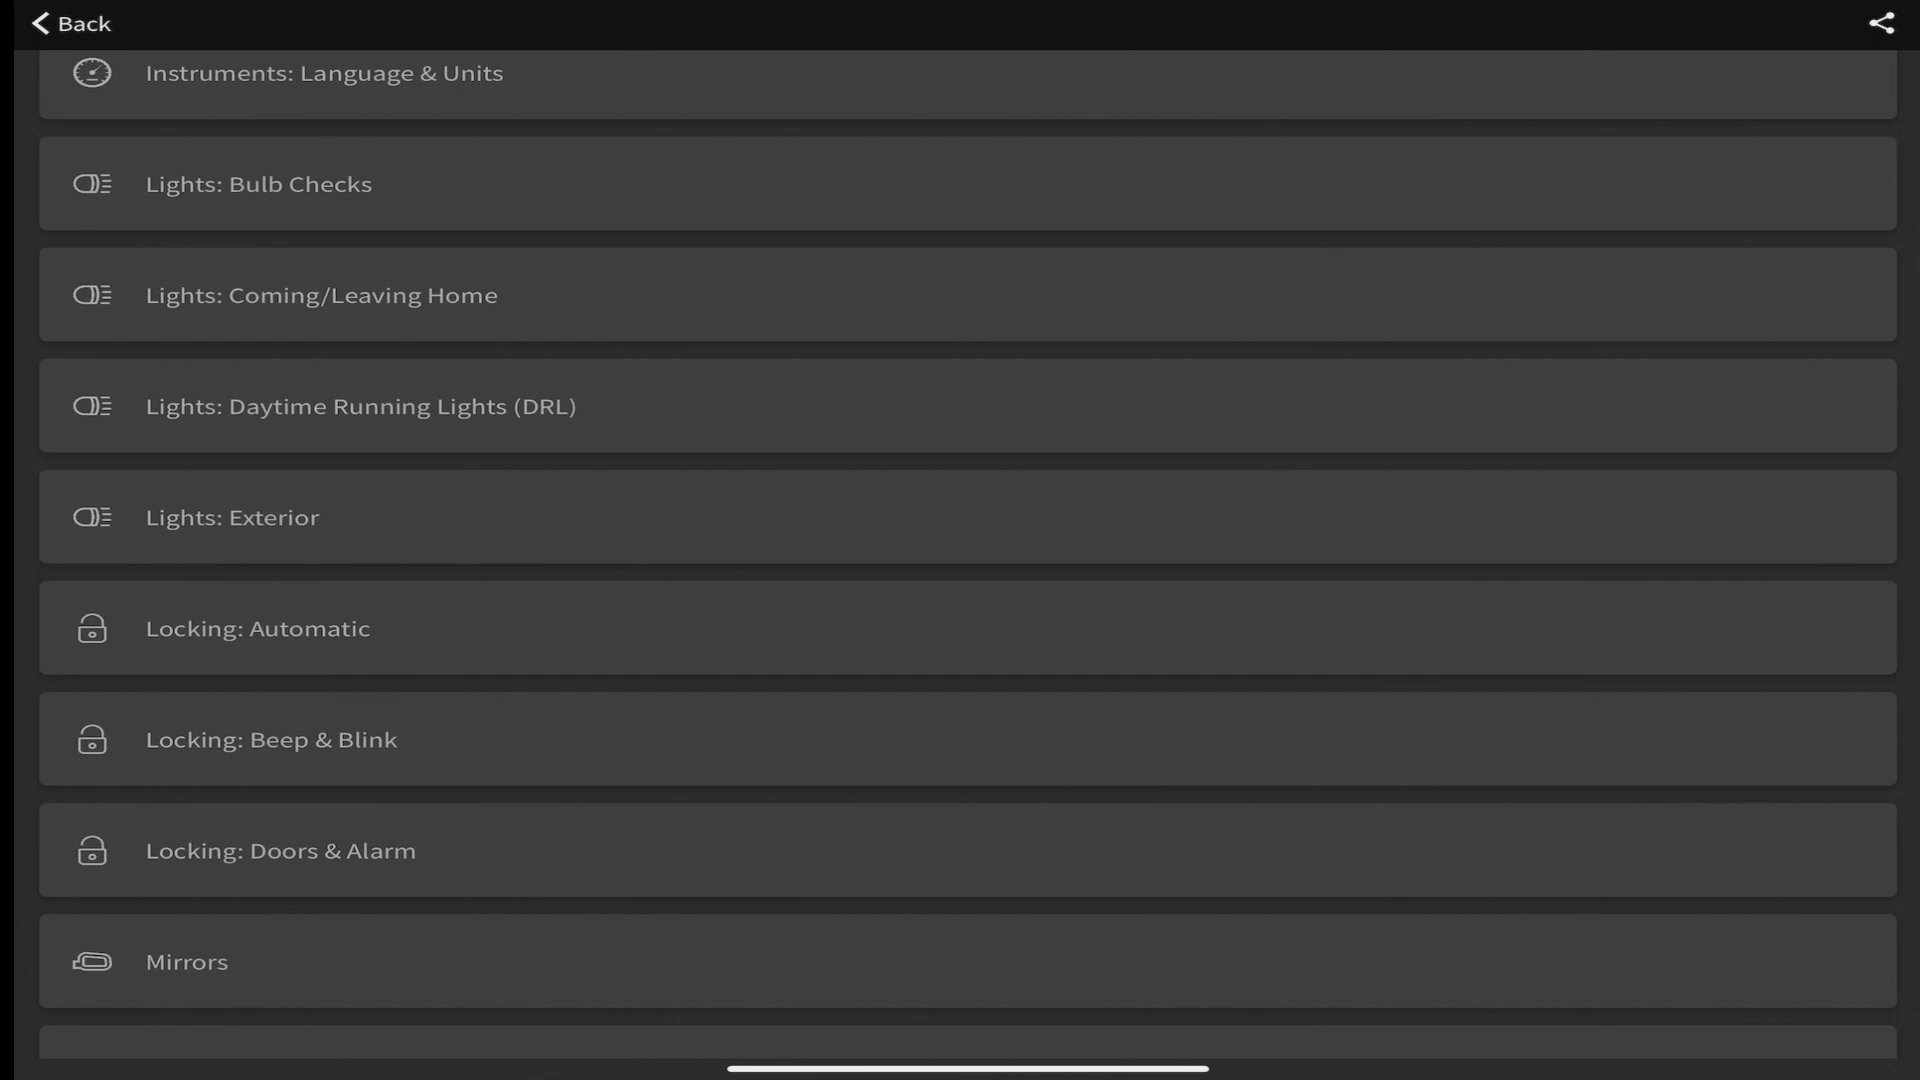 Back
Instruments: Language & Units
Lights: Bulb Checks
Lights: Coming/Leaving Home
Lights: Daytime Running Lights (DRL)
Lights: Exterior
Locking: Automatic
Locking: Beep & Blink
Locking: Doors & Alarm
Mirrors